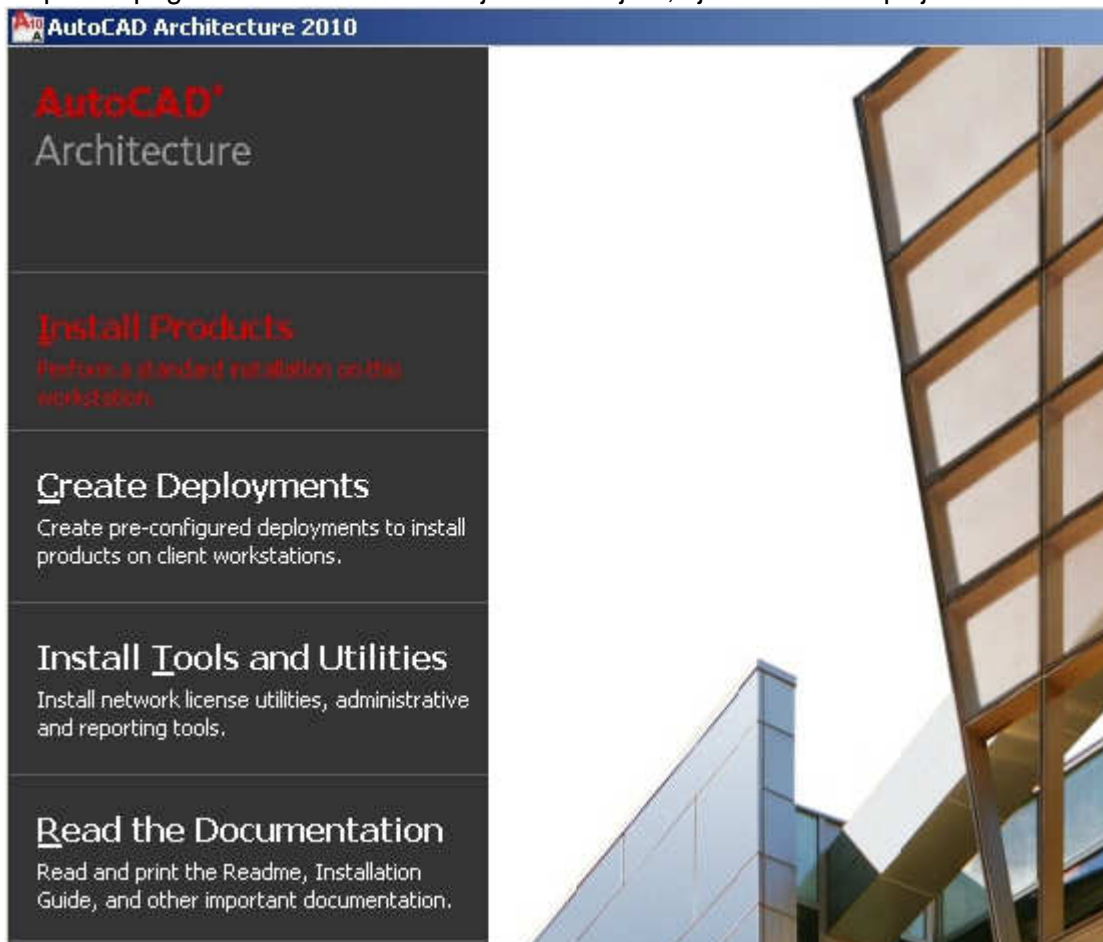 AutoCAD Architecture 2010
AutoCAD®
Architecture
Install Products
Perform a standard installation on this
workstation.
Create Deployments
Create pre-configured deployments to install
products on client workstations.
Install Tools and Utilities
Install network license utilities, administrative
and reporting tools.
Read the Documentation
Read and print the Readme, Installation
Guide, and other important documentation.